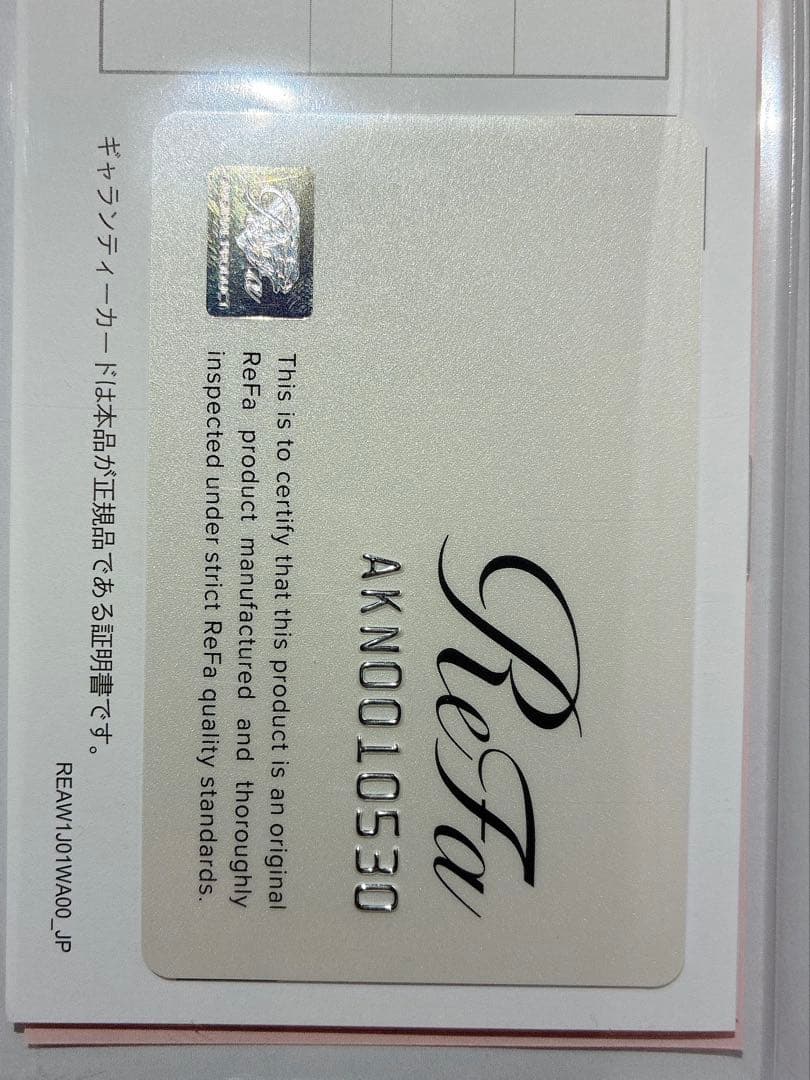 ReFa
AKN0010530
This is to certify that this product is an original
ReFa product manufactured and thoroughly
inspected under strict ReFa quality standards.
ギャランティーカードは本品が正規品である証明書です。
REAW1J01WA00_JP